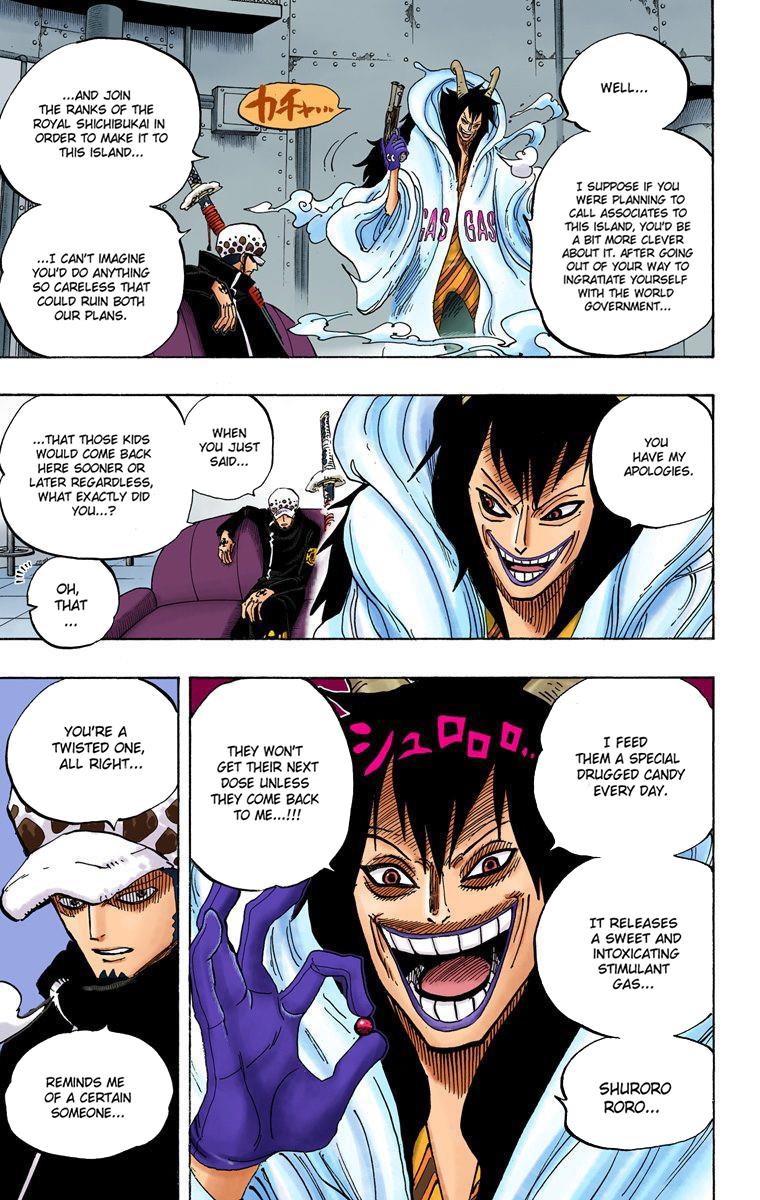 WELL...
I SUPPOSE IF YOU
WERE PLANNING TO
CALL ASSOCIATES TO
THIS ISLAND, YOU'D BE
A BIT MORE CLEVER
ABOUT IT. AFTER GOING
OUT OF YOUR WAY TO
INGRATIATE YOURSELF
WITH THE WORLD
GOVERNMENT...
GAS GAS
カチャ...
...AND JOIN
THE RANKS OF THE
ROYAL SHICHIBUKAI IN
ORDER TO MAKE IT TO
THIS ISLAND...
...I CAN'T IMAGINE
YOU'D DO ANYTHING
SO CARELESS THAT
COULD RUIN BOTH
OUR PLANS.
YOU
HAVE MY
APOLOGIES.
WHEN
YOU JUST
SAID...
...THAT THOSE KIDS
WOULD COME BACK
HERE SOONER OR
LATER REGARDLESS,
WHAT EXACTLY DID
YOU...?
OH,
THAT
...
I FEED
THEM A SPECIAL
DRUGGED CANDY
EVERY DAY.
IT RELEASES
A SWEET AND
INTOXICATING
STIMULANT
GAS...
SHURORO
RORO...
シュロロロ..
THEY WON'T
GET THEIR NEXT
DOSE UNLESS
THEY COME BACK
TO ME...!!!
YOU'RE A
TWISTED ONE,
ALL RIGHT...
REMINDS ME
OF A CERTAIN
SOMEONE...